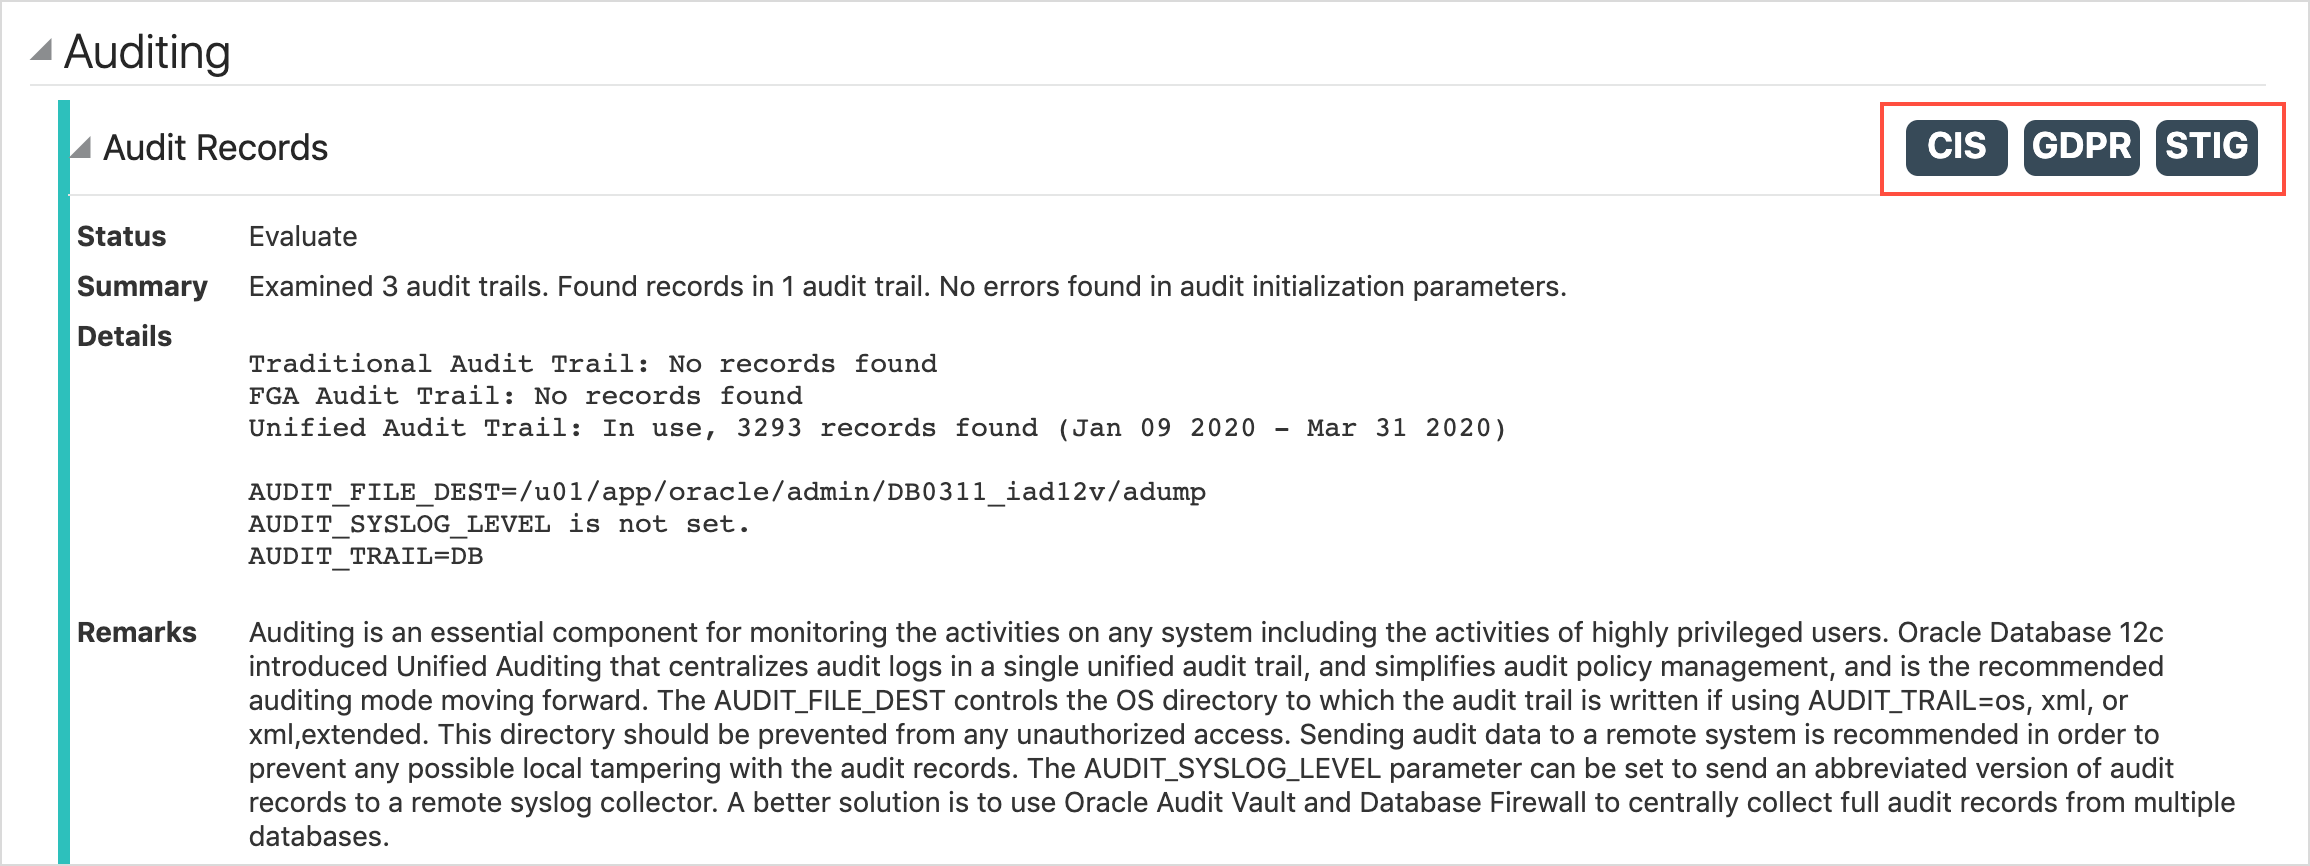 Auditing
Audit Records
CIS GDPR STIG
Status Evaluate
Summary Examined 3 audit trails. Found records in 1 audit trail. No errors found in audit initialization parameters.
Details
Traditional Audit Trail: No records found
FGA Audit Trail: No records found
Unified Audit Trail: In use, 3293 records found (Jan 09 2020 – Mar 31 2020)
AUDIT_FILE_DEST=/u01/app/oracle/admin/DB0311_iad12v/adump
AUDIT_SYSLOG_LEVEL is not set.
AUDIT_TRAIL=DB
Remarks Auditing is an essential component for monitoring the activities on any system including the activities of highly privileged users. Oracle Database 12c
introduced Unified Auditing that centralizes audit logs in a single unified audit trail, and simplifies audit policy management, and is the recommended
auditing mode moving forward. The AUDIT_FILE_DEST controls the OS directory to which the audit trail is written if using AUDIT_TRAIL=os, xml, or
xml,extended. This directory should be prevented from any unauthorized access. Sending audit data to a remote system is recommended in order to
prevent any possible local tampering with the audit records. The AUDIT_SYSLOG_LEVEL parameter can be set to send an abbreviated version of audit
records to a remote syslog collector. A better solution is to use Oracle Audit Vault and Database Firewall to centrally collect full audit records from multiple
databases.